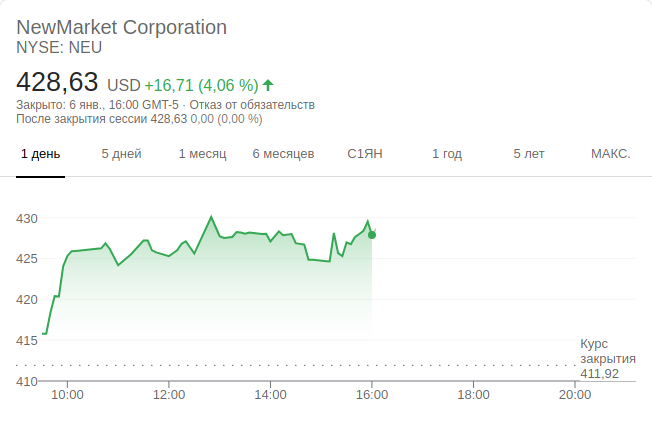 NewMarket Corporation
NYSE: NEU
428,63 USD +16,71 (4,06 %)
Закрыто: 6 янв., 16:00 GMT-5 · Отказ от обязательств
После закрытия сессии 428,63 0,00 (0,00 %)
1 день 5 дней 1 месяц 6 месяцев С1ЯН 1 год 5 лет МАКС.
430
425
420
415
Курс
закрытия
411,92
410
10:00 12:00 14:00 16:00 18:00 20:00